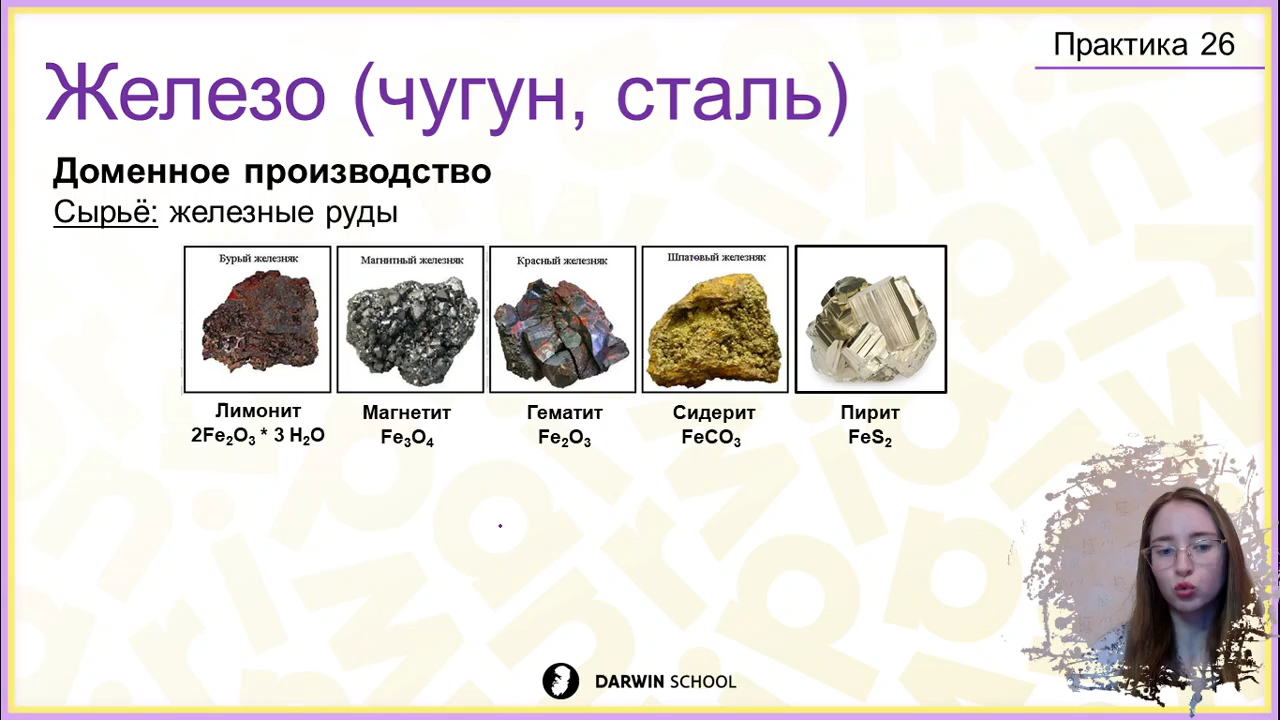 Практика 26
Железо (чугун, сталь)
Доменное производство
Сырьё: железные руды
Бурый железняк
Магнитный железняк
Красный железняк
Шпатовый железняк
Лимонит
2Fe₂O₃ * 3 H₂O
Магнетит
Fe₃O₄
Гематит
Fe₂O₃
Сидерит
FeCO₃
Пирит
FeS₂
DARWIN SCHOOL